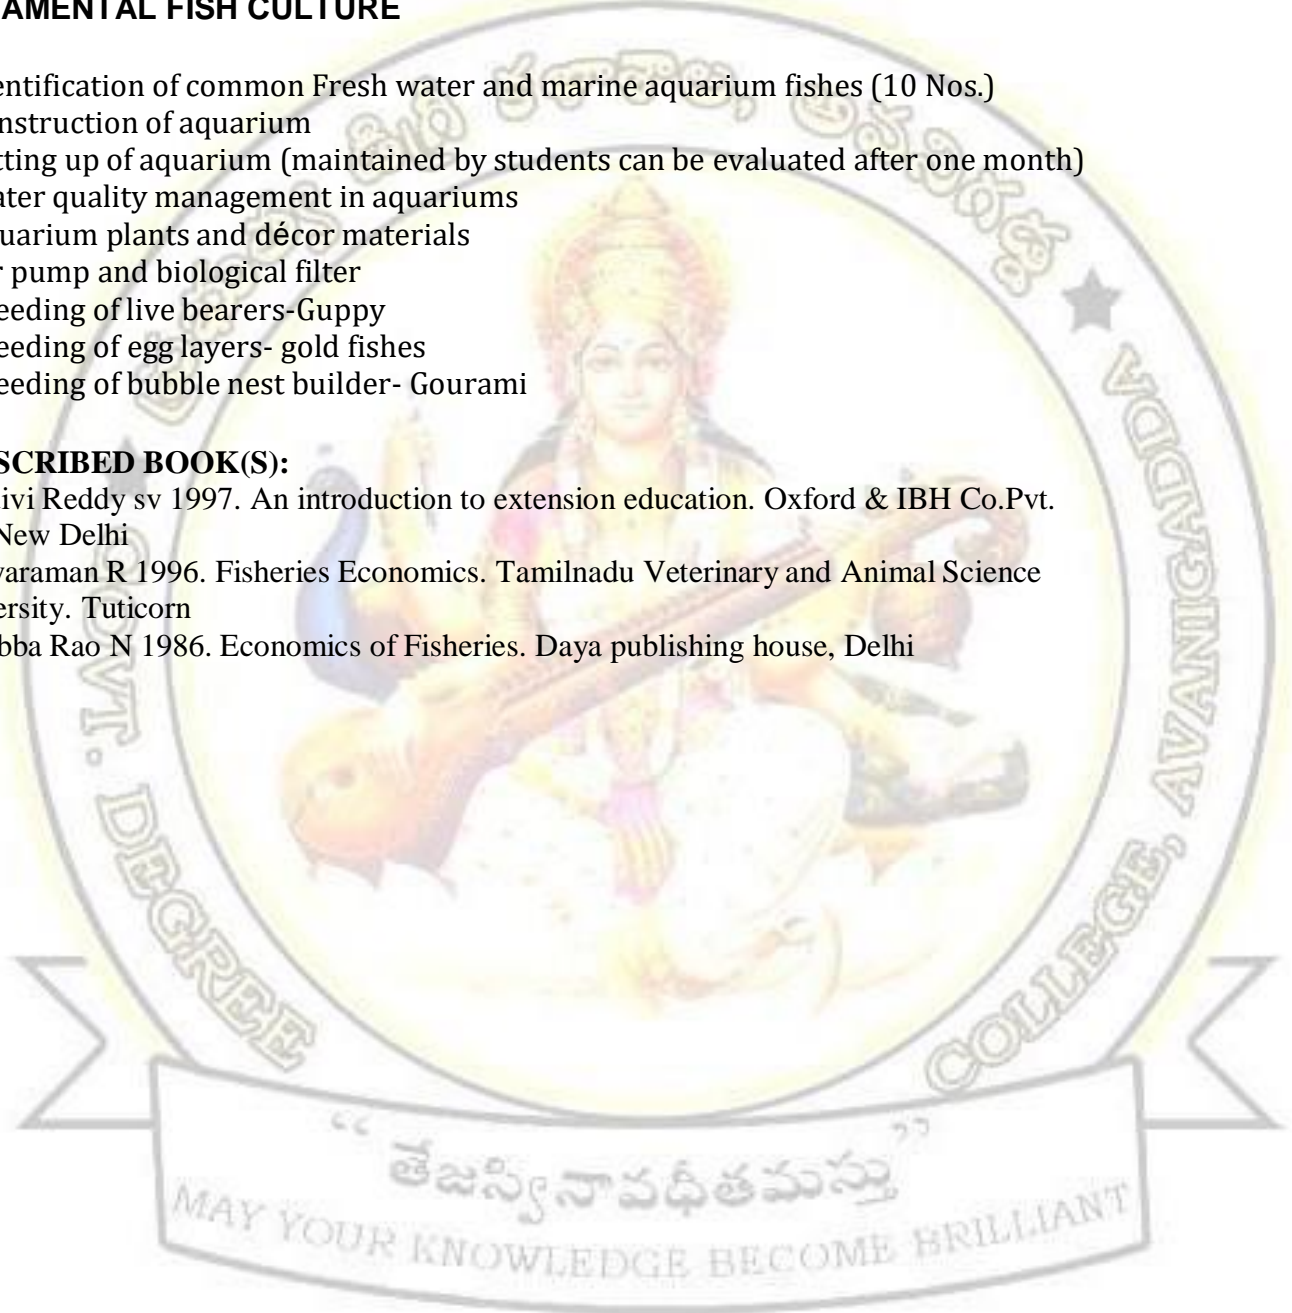 AMENTAL FISH CULTURE
entification of common Fresh water and marine aquarium fishes (10 Nos.)
nstruction of aquarium
tting up of aquarium (maintained by students can be evaluated after one month)
ater quality management in aquariums
uarium plants and décor materials
r pump and biological filter
eeding of live bearers-Guppy
eeding of egg layers- gold fishes
eeding of bubble nest builder- Gourami
SCRIBED BOOK(S):
ivi Reddy sv 1997. An introduction to extension education. Oxford & IBH Co.Pvt.
New Delhi
varaman R 1996. Fisheries Economics. Tamilnadu Veterinary and Animal Science
ersity. Tuticorn
bba Rao N 1986. Economics of Fisheries. Daya publishing house, Delhi
GOVT. DEGREE COLLEGE, AVANIGADDA
“ తేజస్వినావధీతమస్తు ”
MAY YOUR KNOWLEDGE BECOME BRILLIANT